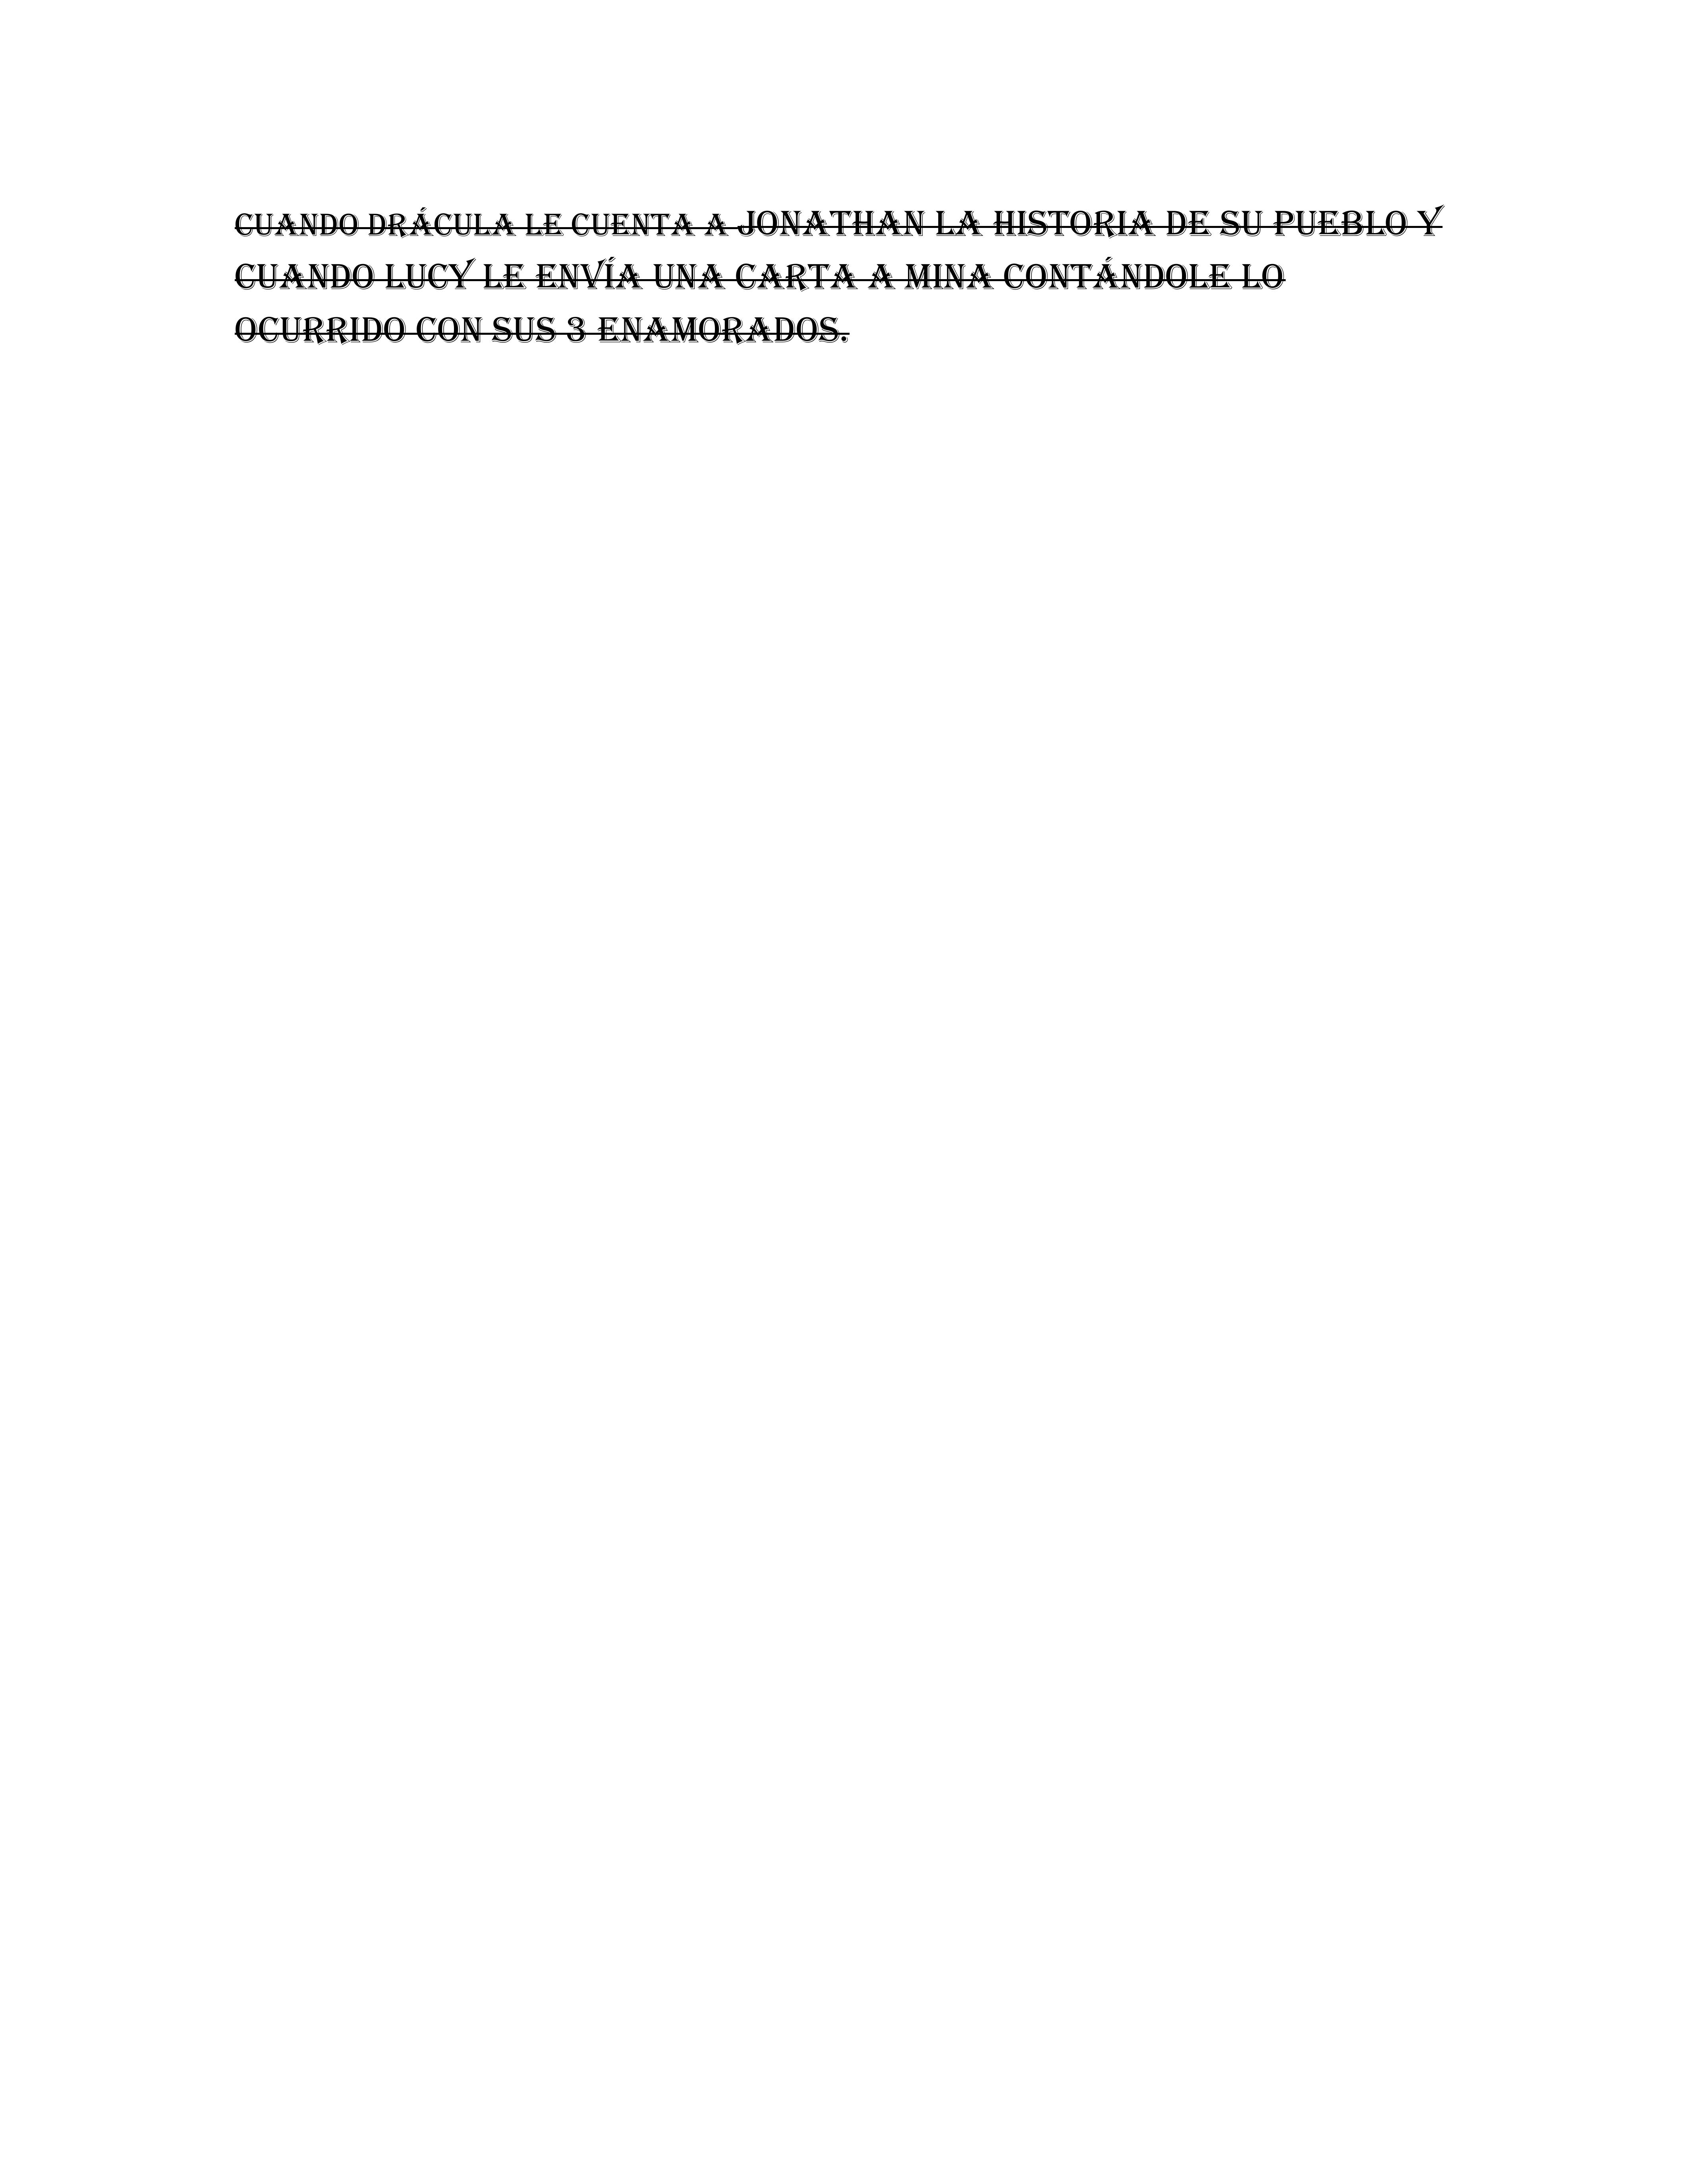 CUANDO DRÁCULA LE CUENTA A JONATHAN LA HISTORIA DE SU PUEBLO Y
CUANDO LUCY LE ENVÍA UNA CARTA A MINA CONTÁNDOLE LO
OCURRIDO CON SUS 3 ENAMORADOS.